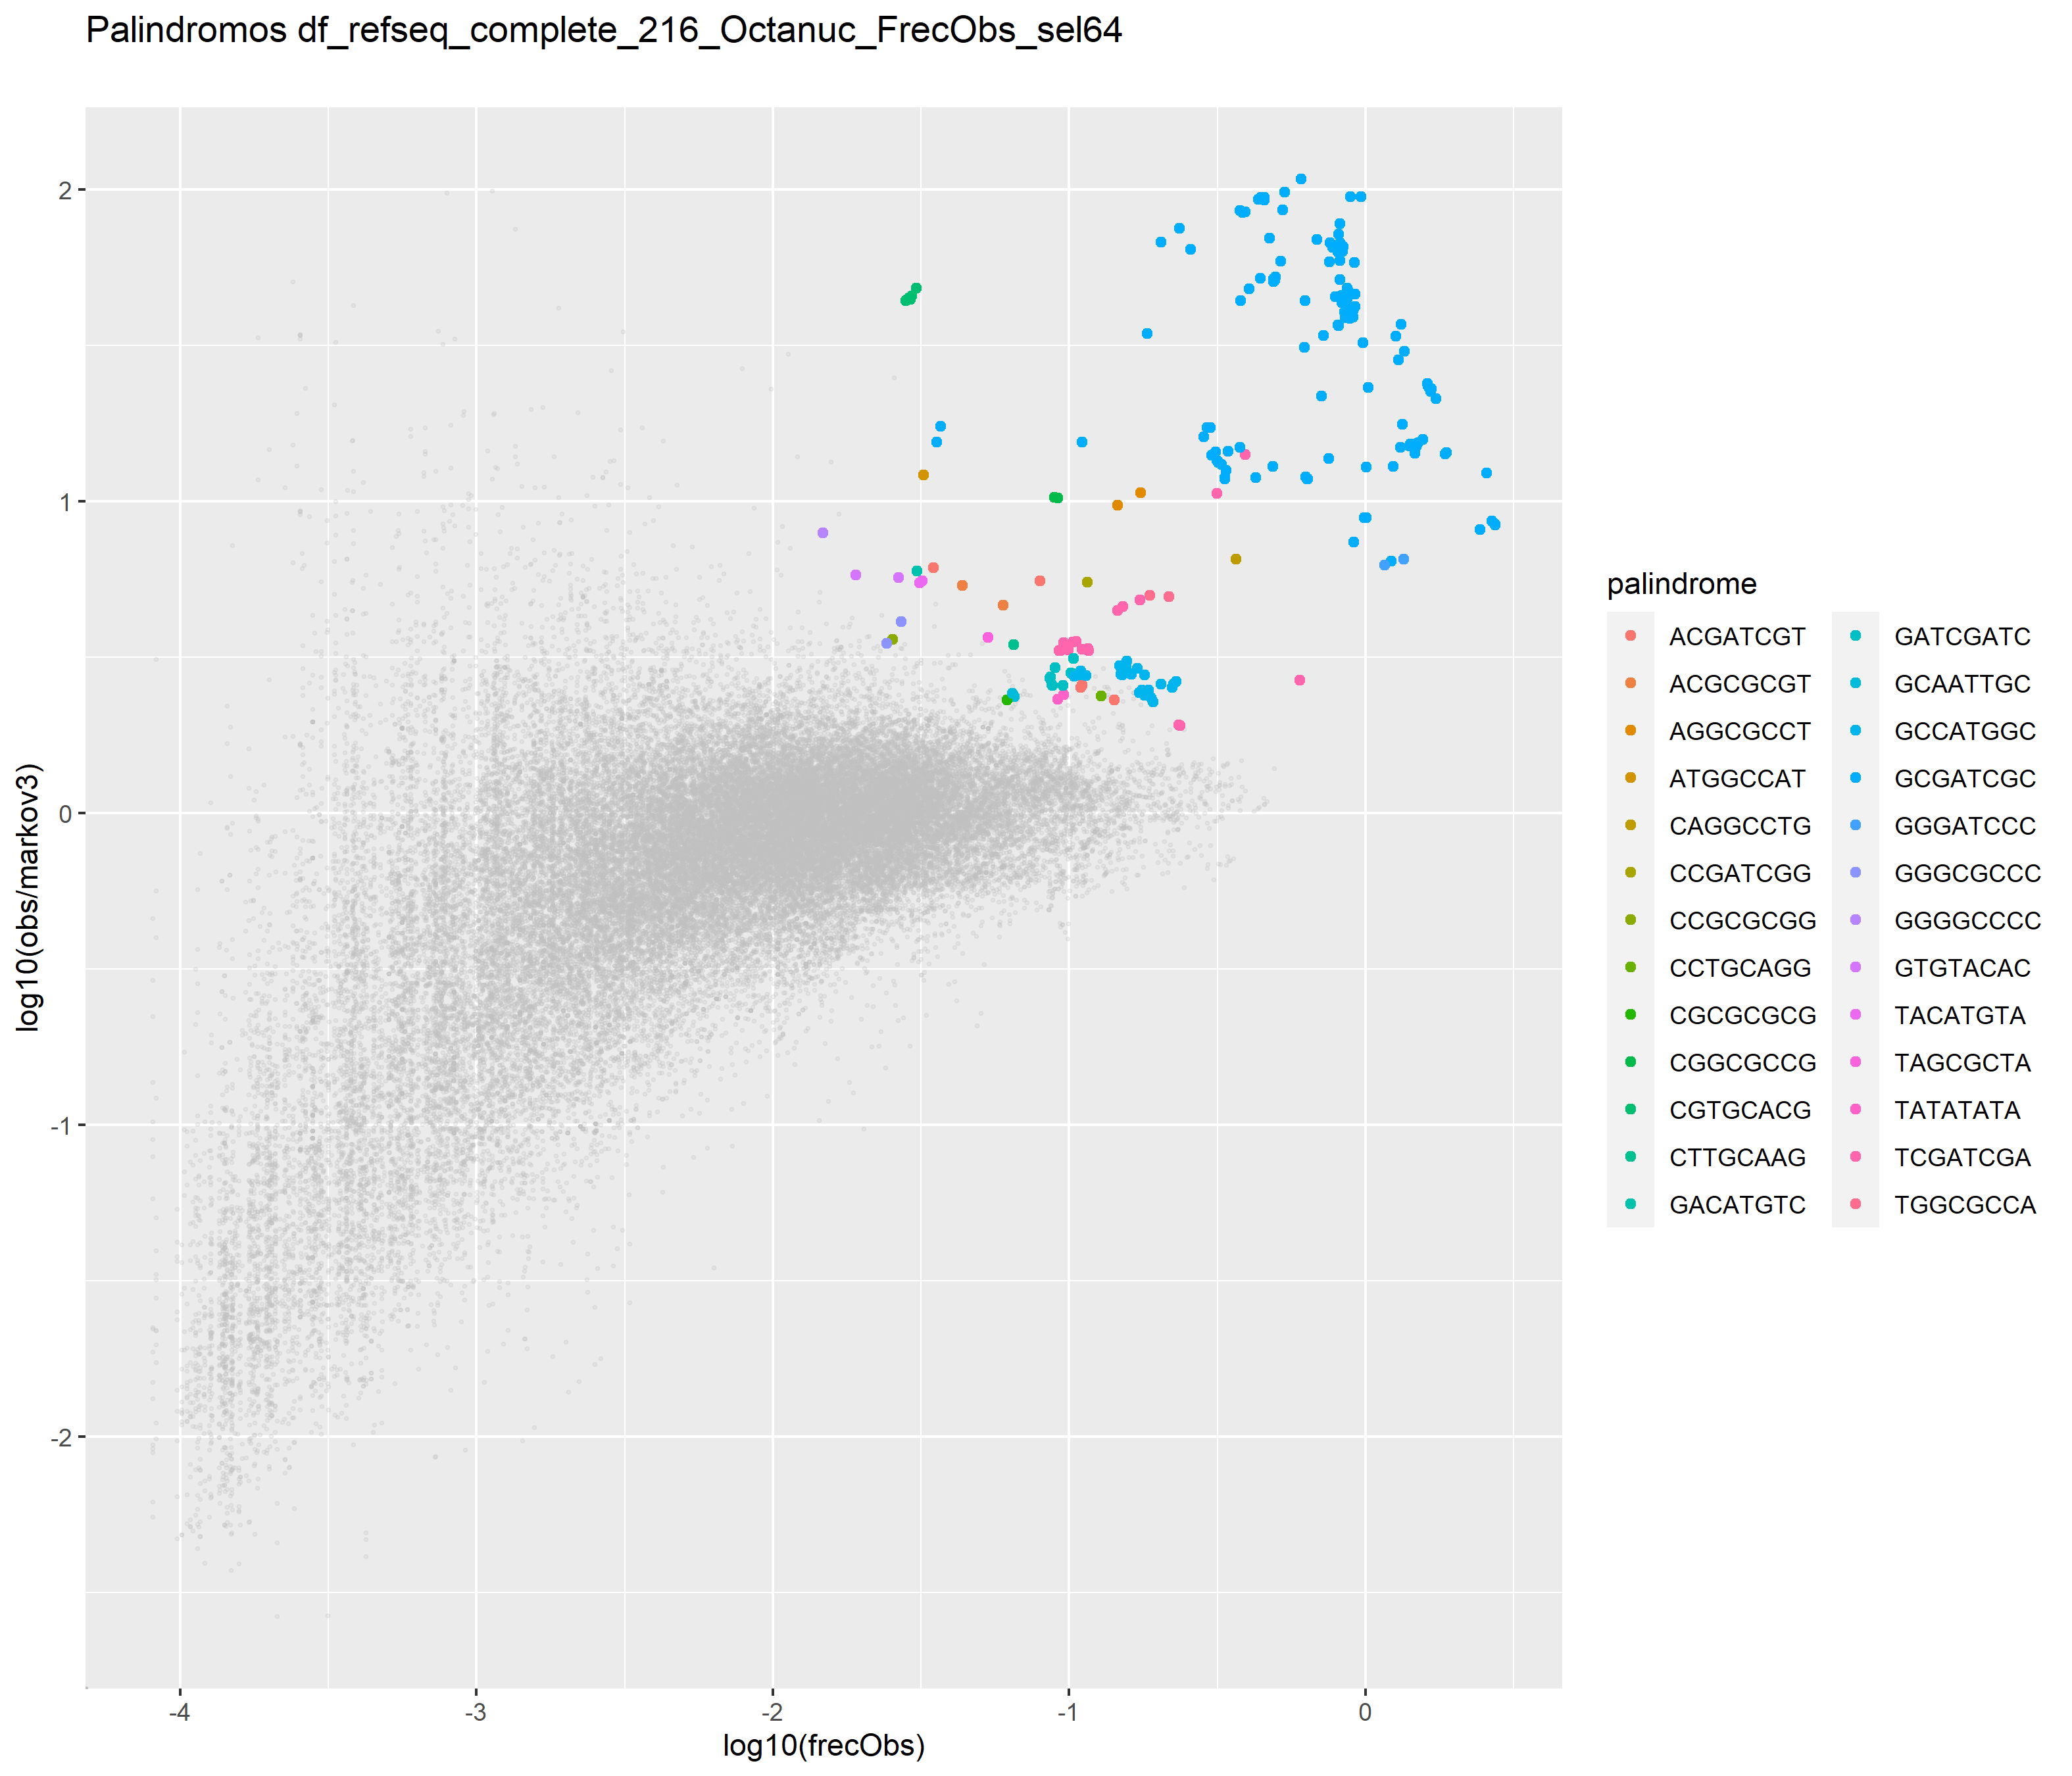 Palindromos df_refseq_complete_216_Octanuc_FrecObs_sel64
2
1
0
-1
-2
log10(obs/markov3)
-4
-3
-2
-1
0
log10(frecObs)
palindrome
ACGATCGT
ACGCGCGT
AGGCGCCT
ATGGCCAT
CAGGCCTG
CCGATCGG
CCGCGCGG
CCTGCAGG
CGCGCGCG
CGGCGCCG
CGTGCACG
CTTGCAAG
GACATGTC
GATCGATC
GCAATTGC
GCCATGGC
GCGATCGC
GGGATCCC
GGGCGCCC
GGGGCCCC
GTGTACAC
TACATGTA
TAGCGCTA
TATATATA
TCGATCGA
TGGCGCCA